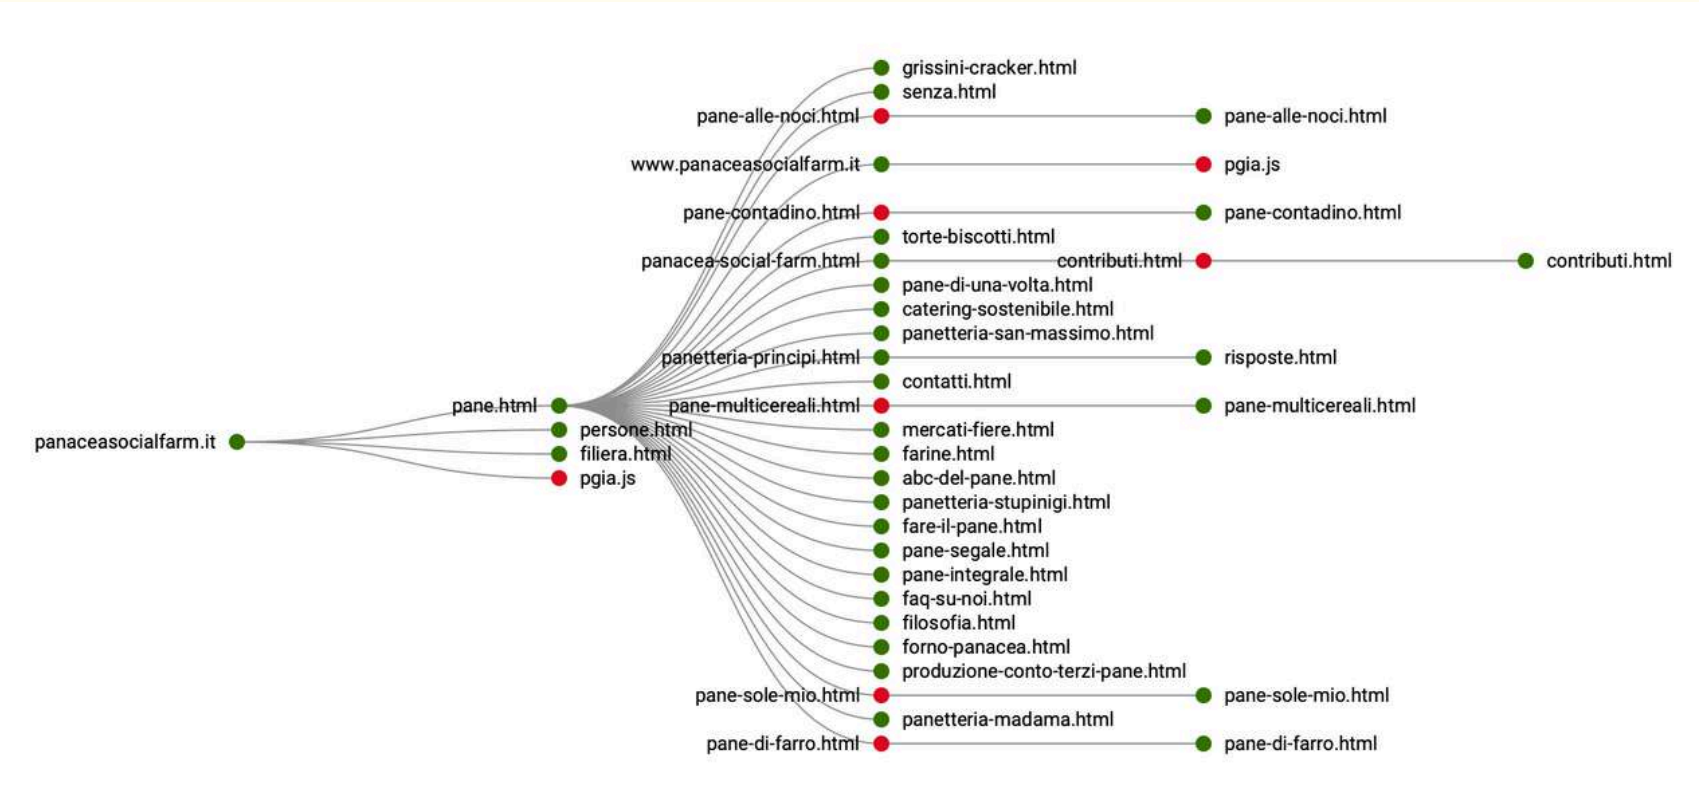 grissini-cracker.html
senza.html
pane-alle-noci.html pane-alle-noci.html
www.panaceasocialfarm.it pgia.js
pane-contadino.html pane-contadino.html
torte-biscotti.html
panacea-social-farm.html contributi.html contributi.html
pane-di-una-volta.html
catering-sostenibile.html
panetteria-san-massimo.html
panetteria-principi.html risposte.html
contatti.html
pane.html pane-multicereali.html pane-multicereali.html
persone.html mercati-fiere.html
panaceasocialfarm.it
filiera.html farine.html
pgia.js abc-del-pane.html
panetteria-stupinigi.html
fare-il-pane.html
pane-segale.html
pane-integrale.html
faq-su-noi.html
filosofia.html
forno-panacea.html
produzione-conto-terzi-pane.html
pane-sole-mio.html pane-sole-mio.html
panetteria-madama.html
pane-di-farro.html pane-di-farro.html